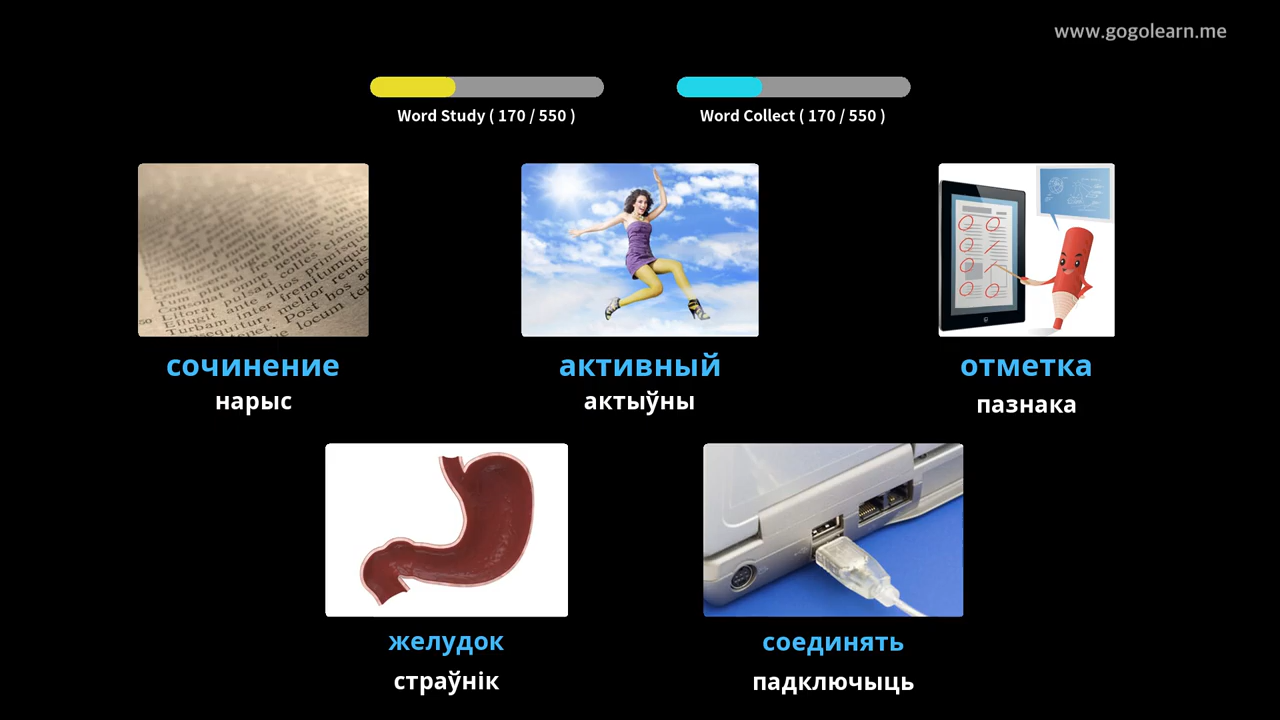 www.gogolearn.me
Word Study ( 170 / 550 )
Word Collect ( 170 / 550 )
сочинение
нарыс
активный
актыўны
отметка
пазнака
желудок
страўнік
соединять
падключыць